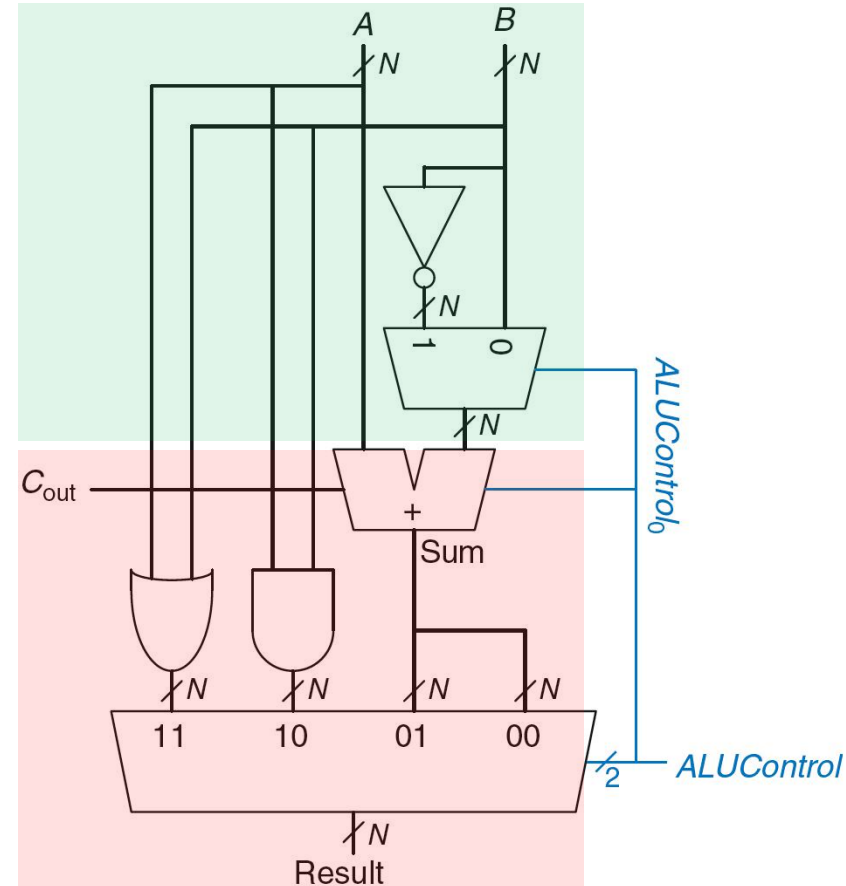 A B
N N
N
1 0
ALUControl0
N
Cout
+
Sum
N N N N
11 10 01 00
2 ALUControl
N
Result